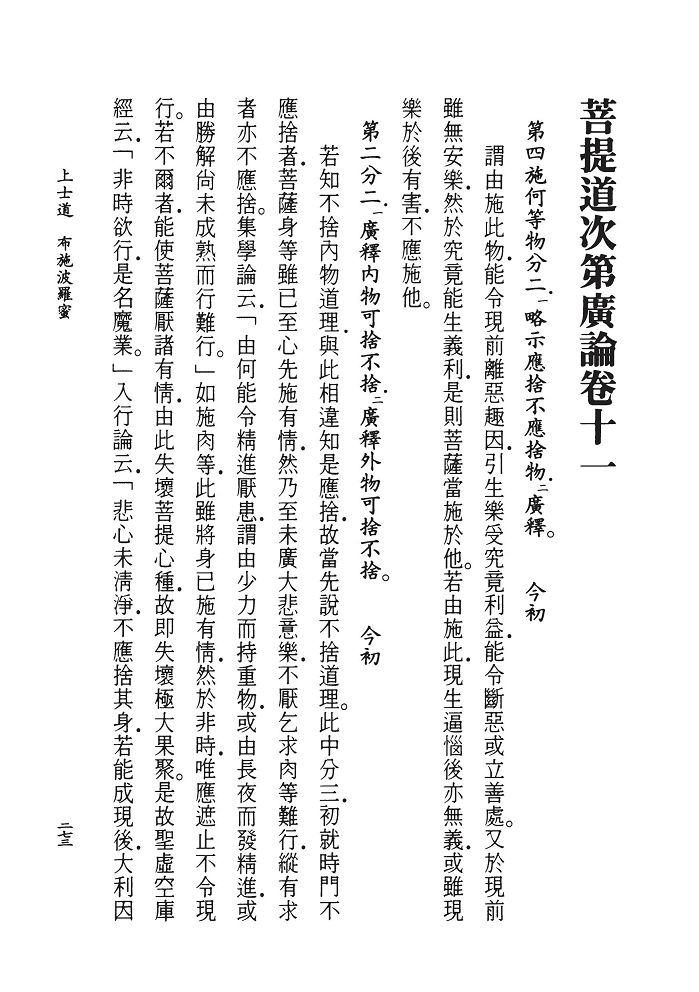 菩提道次第廣論卷十一
第四施何等物分二．一略示應捨不應捨物．二廣釋。　今初
謂由施此物．能令現前離惡趣因．引生樂受究竟利益．能令斷惡或立善處。又於現前
雖無安樂．然於究竟能生義利．是則菩薩當施於他。若由施此．現生逼惱後亦無義．或雖現
樂於後有害．不應施他。
第二分二．一廣釋內物可捨不捨．二廣釋外物可捨不捨。　今初
若知不捨內物道理．與此相違知是應捨．故當先說不捨道理。此中分三．初就時門不
應捨者．菩薩身等雖已至心先施有情．然乃至未廣大悲意樂．不厭乞求肉等難行．縱有求
者亦不應捨。集學論云．「由何能令精進厭患．謂由少力而持重物．或由長夜而發精進．或
由勝解尚未成熟而行難行。」如施肉等．此雖將身已施有情．然於非時．唯應遮止不令現
行。若不爾者．能使菩薩厭諸有情．由此失壞菩提心種．故即失壞極大果聚。是故聖虛空庫
經云．「非時欲行．是名魔業。」入行論云．「悲心未清淨．不應捨其身．若能成現後．大利因
上士道　布施波羅蜜
二七三